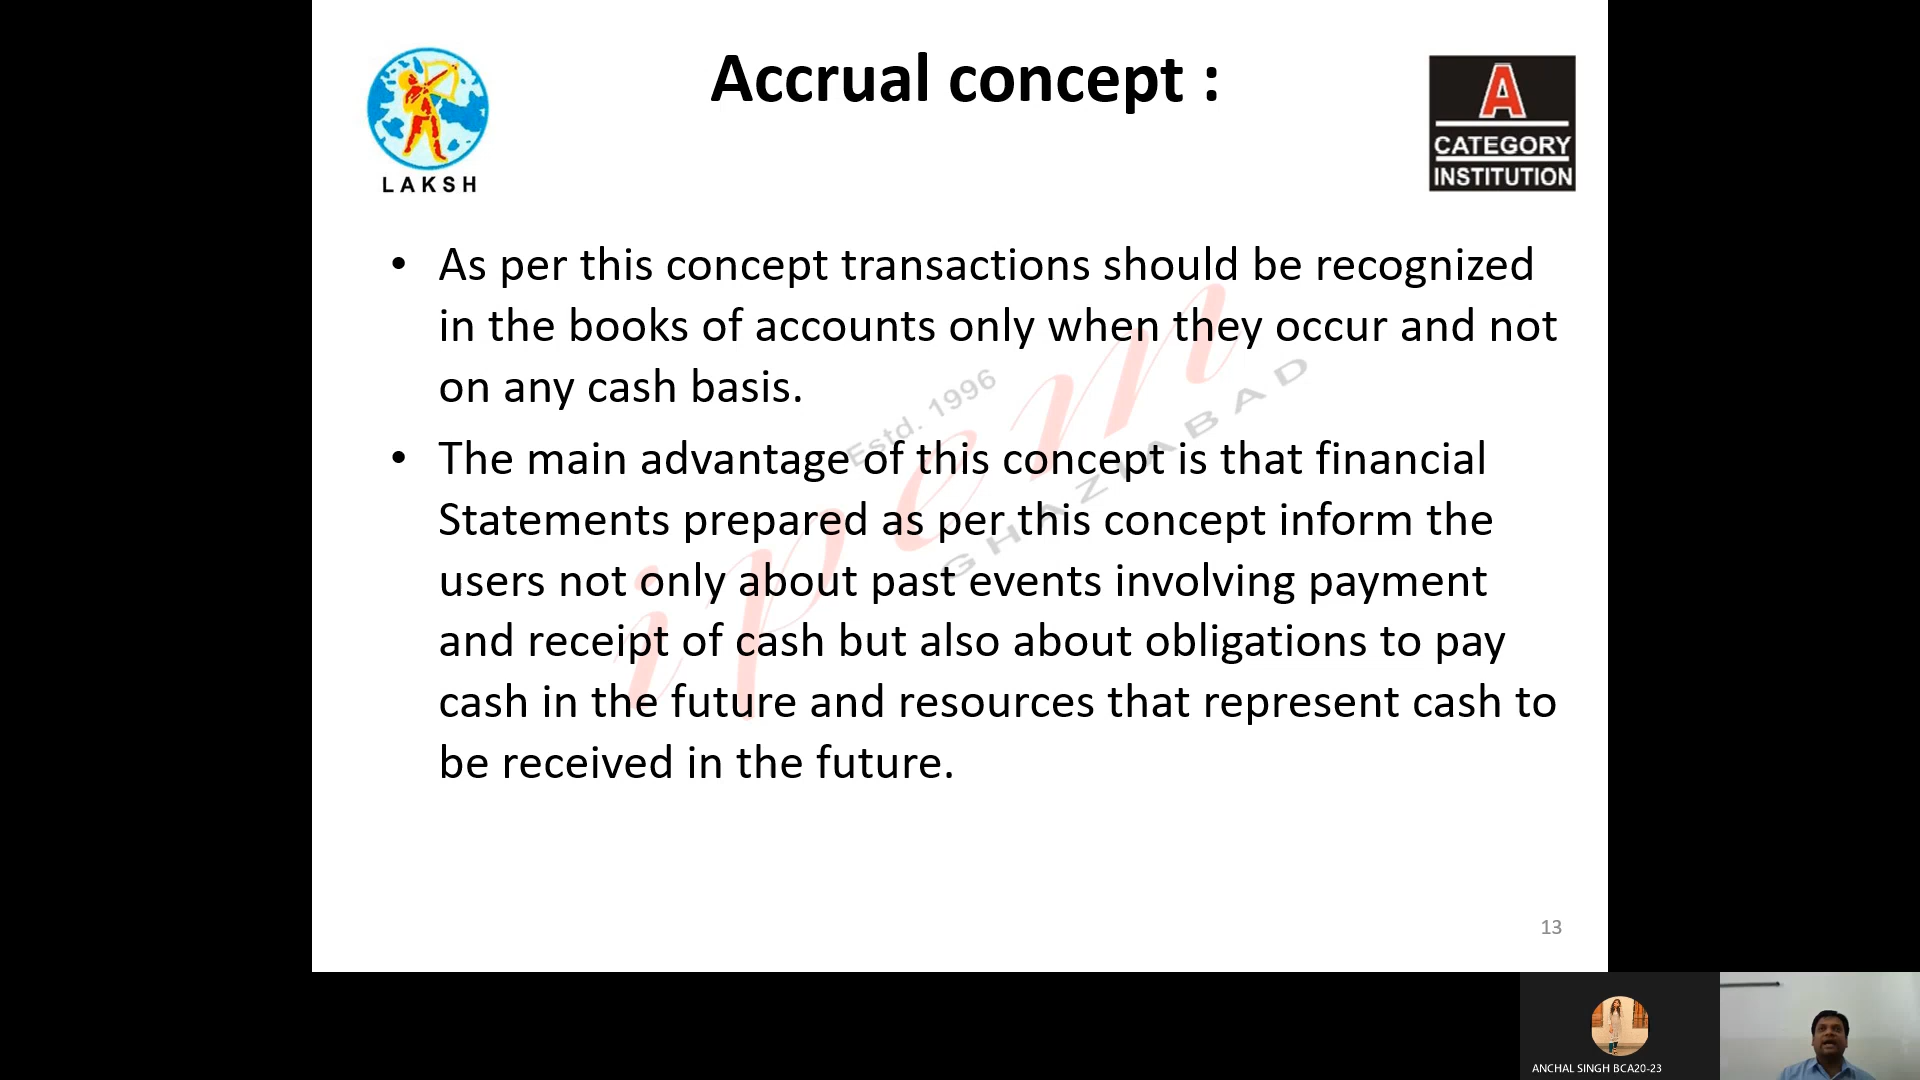 Accrual concept :
LAKSH
A
CATEGORY
INSTITUTION
• As per this concept transactions should be recognized
in the books of accounts only when they occur and not
on any cash basis.
• The main advantage of this concept is that financial
Statements prepared as per this concept inform the
users not only about past events involving payment
and receipt of cash but also about obligations to pay
cash in the future and resources that represent cash to
be received in the future.
ipem
Estd. 1996
GHAZIABAD
13
ANCHAL SINGH BCA20-23